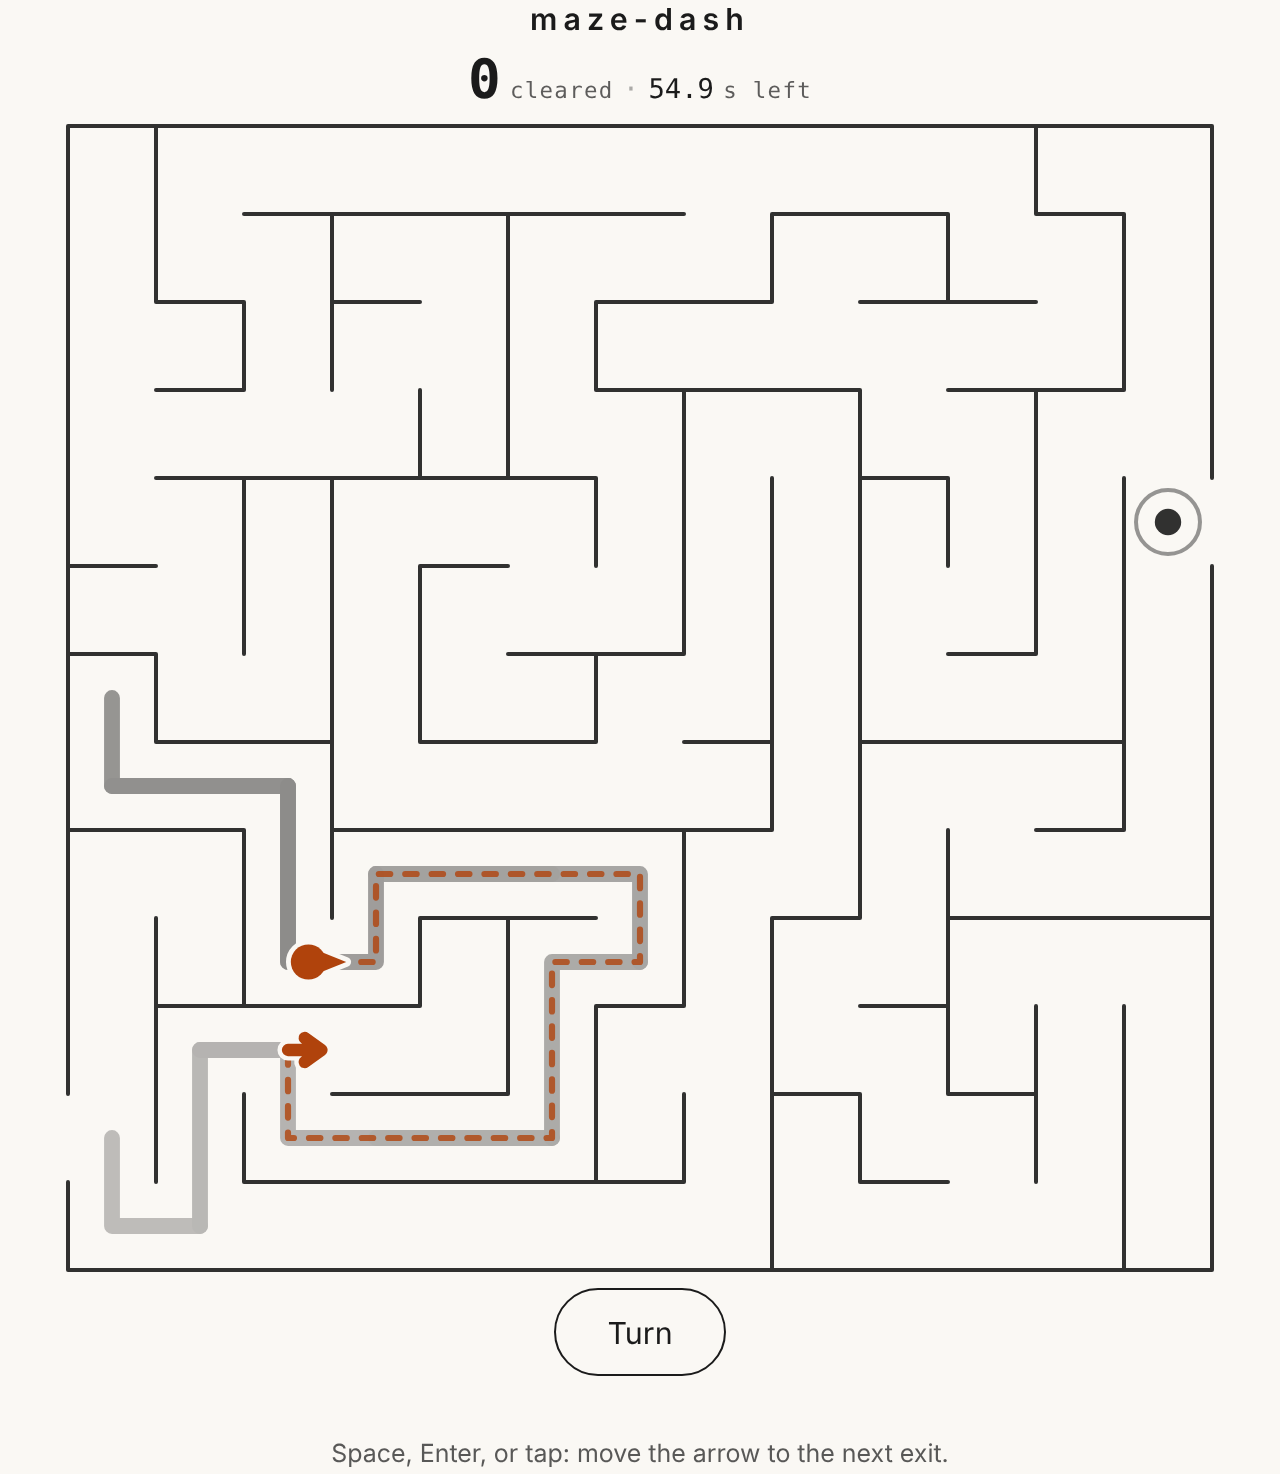 maze-dash
0 cleared · 54.9 s left
Turn
Space, Enter, or tap: move the arrow to the next exit.